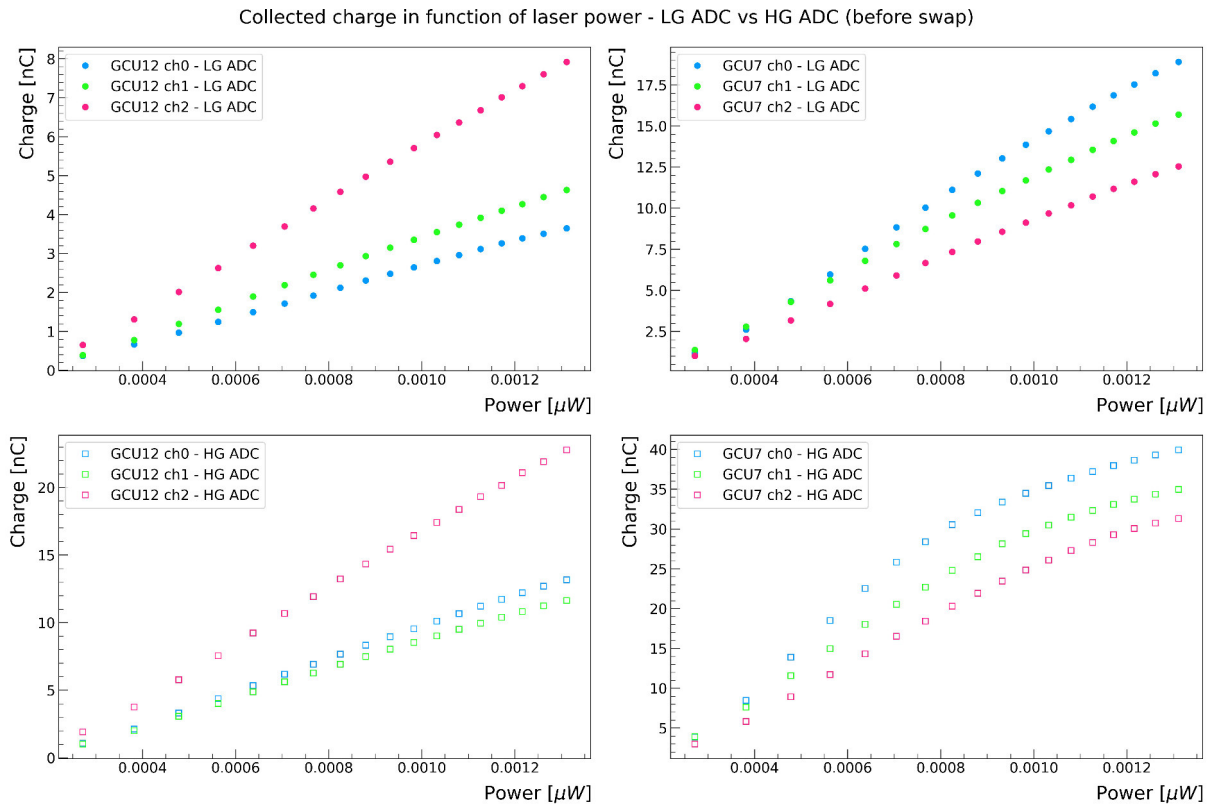 Collected charge in function of laser power - LG ADC vs HG ADC (before swap)
Charge [nC]
8
7
6
5
4
3
2
1
0
GCU12 ch0 - LG ADC
GCU12 ch1 - LG ADC
GCU12 ch2 - LG ADC
0.0004 0.0006 0.0008 0.0010 0.0012
Power [μW]
Charge [nC]
17.5
15.0
12.5
10.0
7.5
5.0
2.5
GCU7 ch0 - LG ADC
GCU7 ch1 - LG ADC
GCU7 ch2 - LG ADC
0.0004 0.0006 0.0008 0.0010 0.0012
Power [μW]
Charge [nC]
20
15
10
5
0
GCU12 ch0 - HG ADC
GCU12 ch1 - HG ADC
GCU12 ch2 - HG ADC
0.0004 0.0006 0.0008 0.0010 0.0012
Power [μW]
Charge [nC]
40
35
30
25
20
15
10
5
GCU7 ch0 - HG ADC
GCU7 ch1 - HG ADC
GCU7 ch2 - HG ADC
0.0004 0.0006 0.0008 0.0010 0.0012
Power [μW]